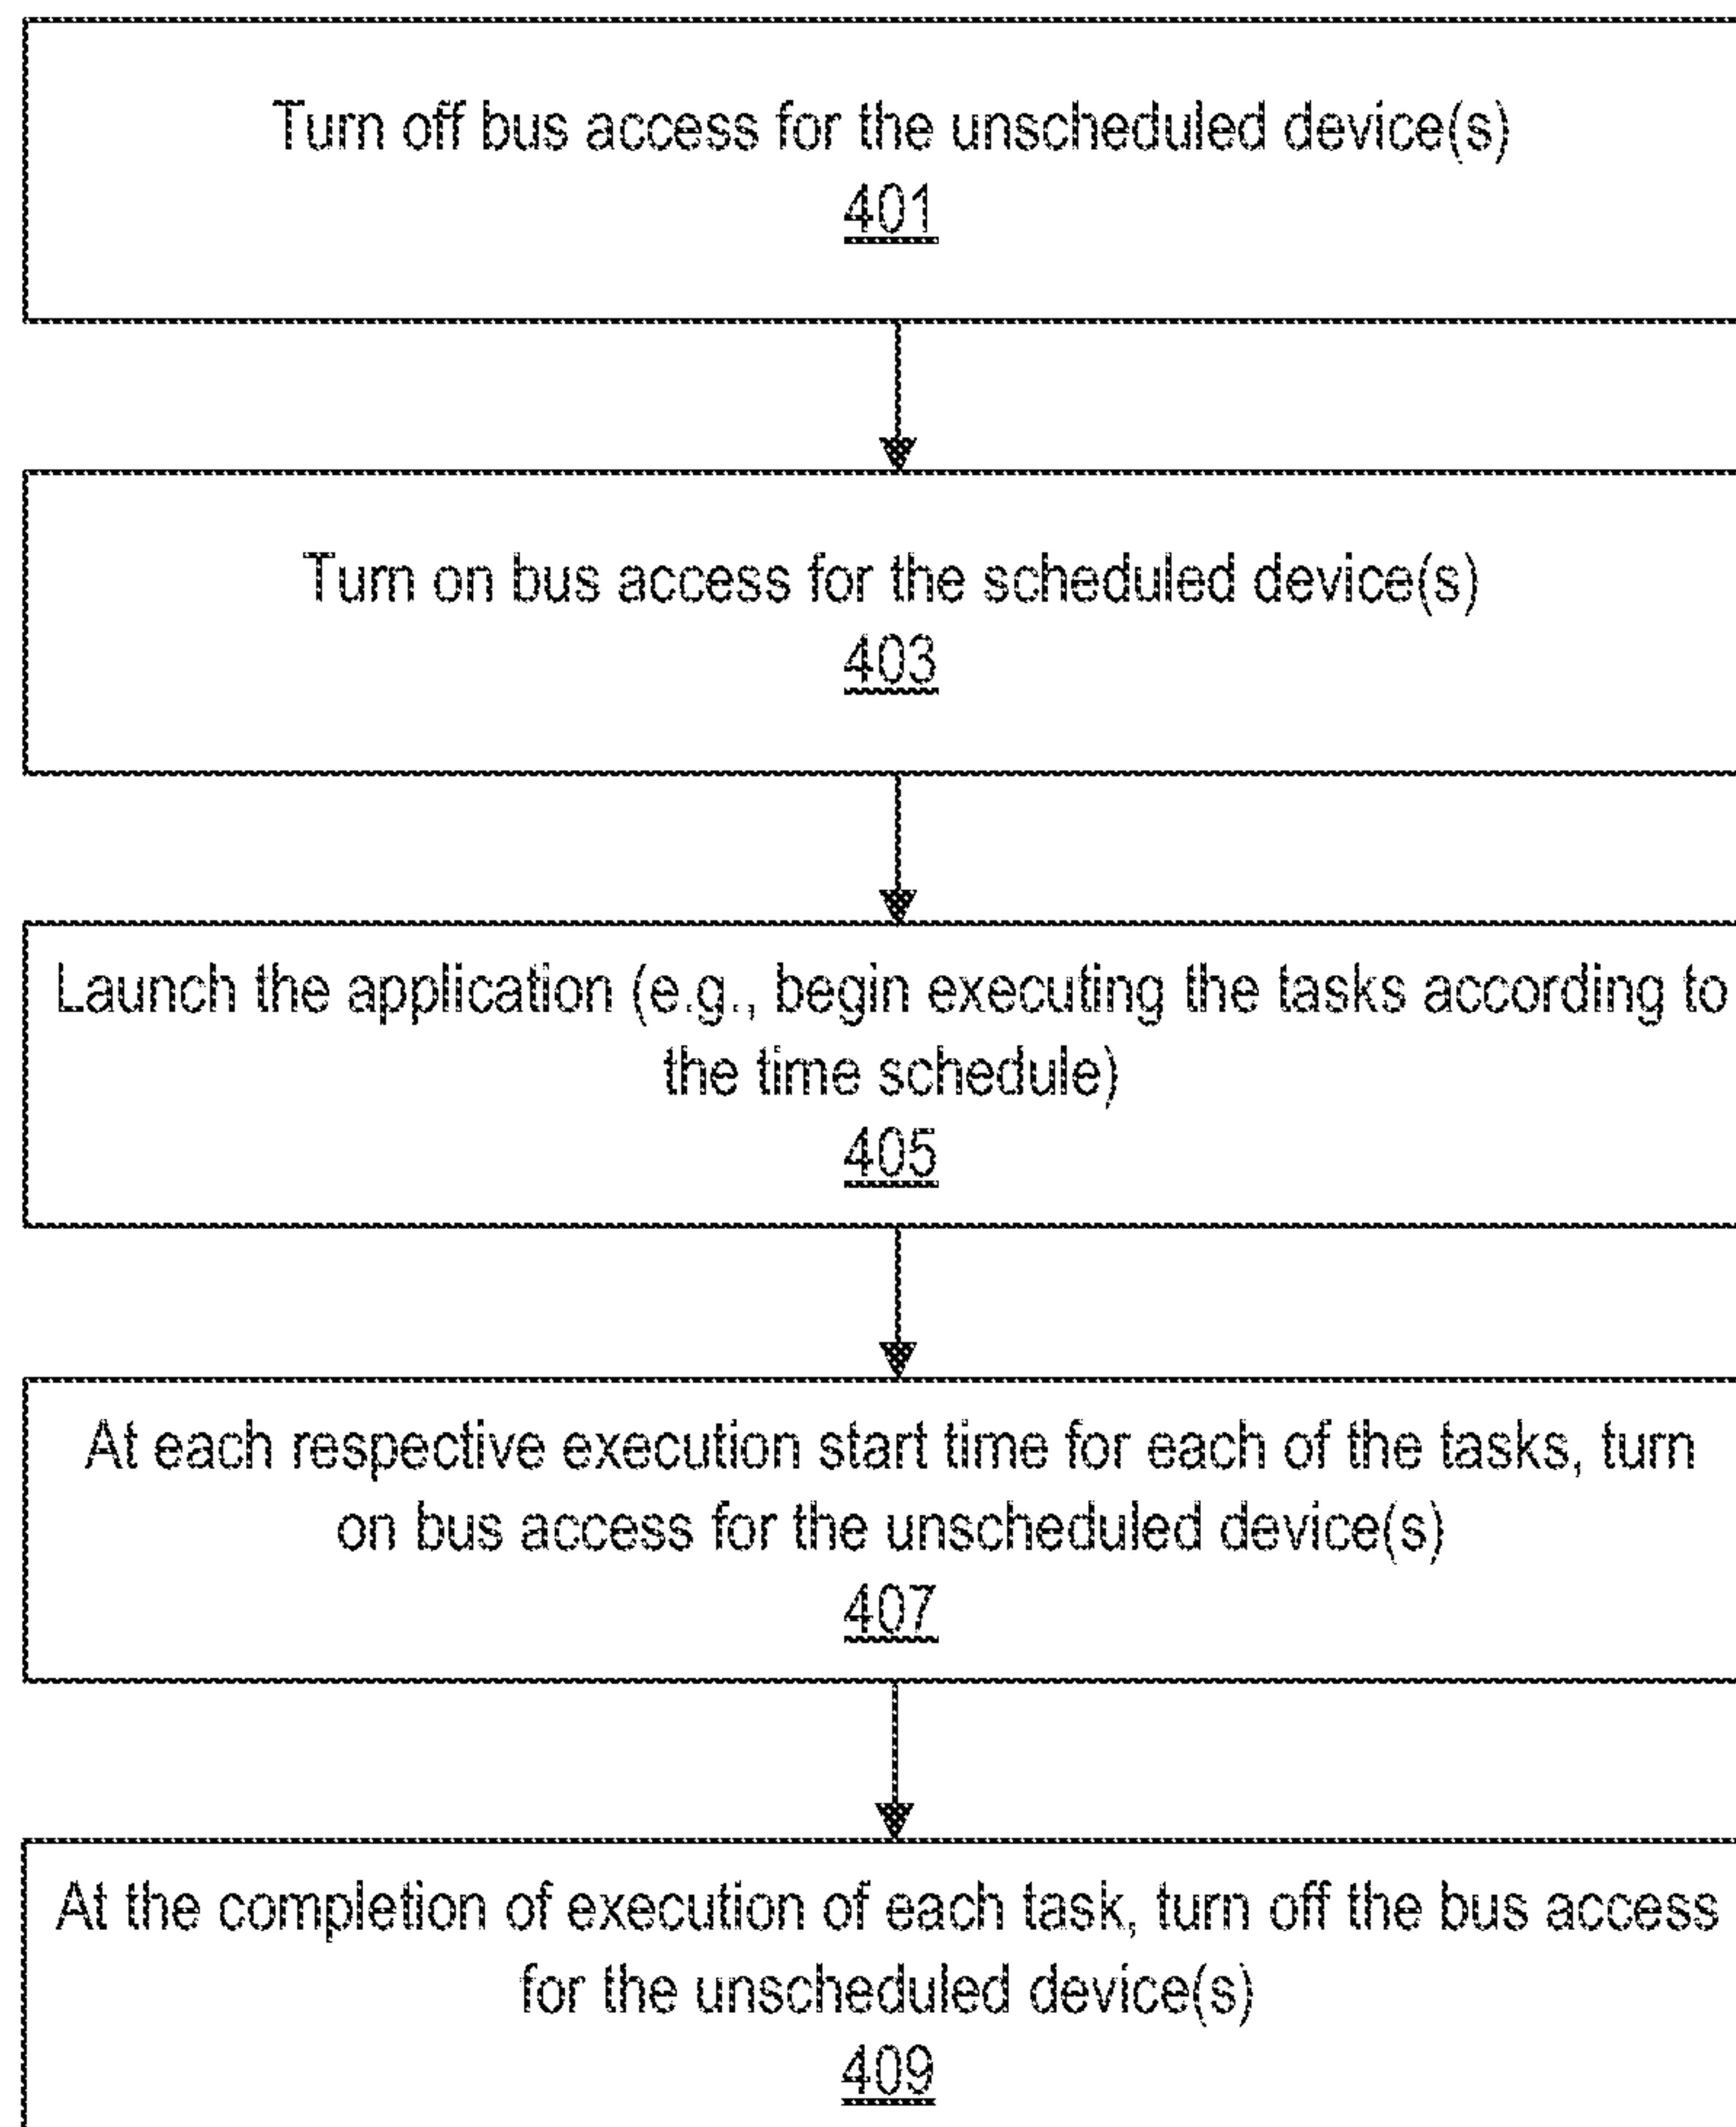 Turn off bus access for the unscheduled device(s)
401
Turn on bus access for the scheduled device(s)
403
Launch the application (e.g., begin executing the tasks according to
the time schedule)
405
At each respective execution start time for each of the tasks, turn
on bus access for the unscheduled device(s)
407
At the completion of execution of each task, turn off the bus access
for the unscheduled device(s)
409